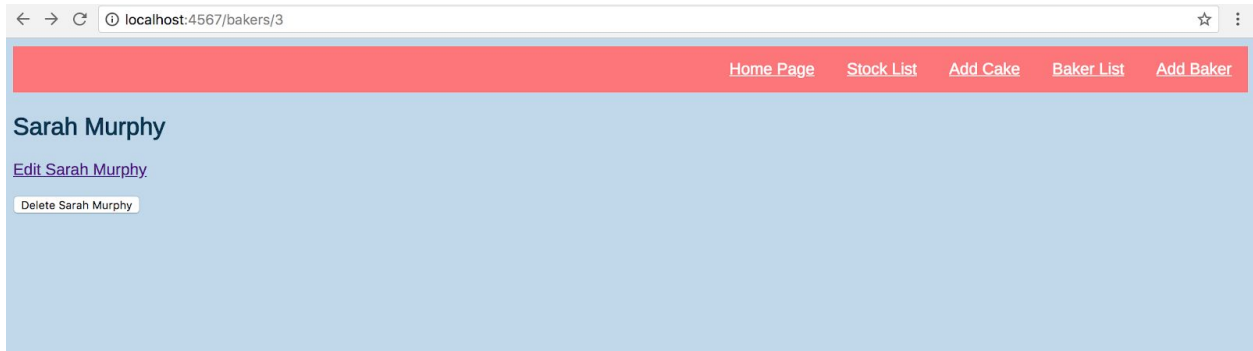 localhost:4567/bakers/3
Home Page Stock List Add Cake Baker List Add Baker
Sarah Murphy
Edit Sarah Murphy
Delete Sarah Murphy